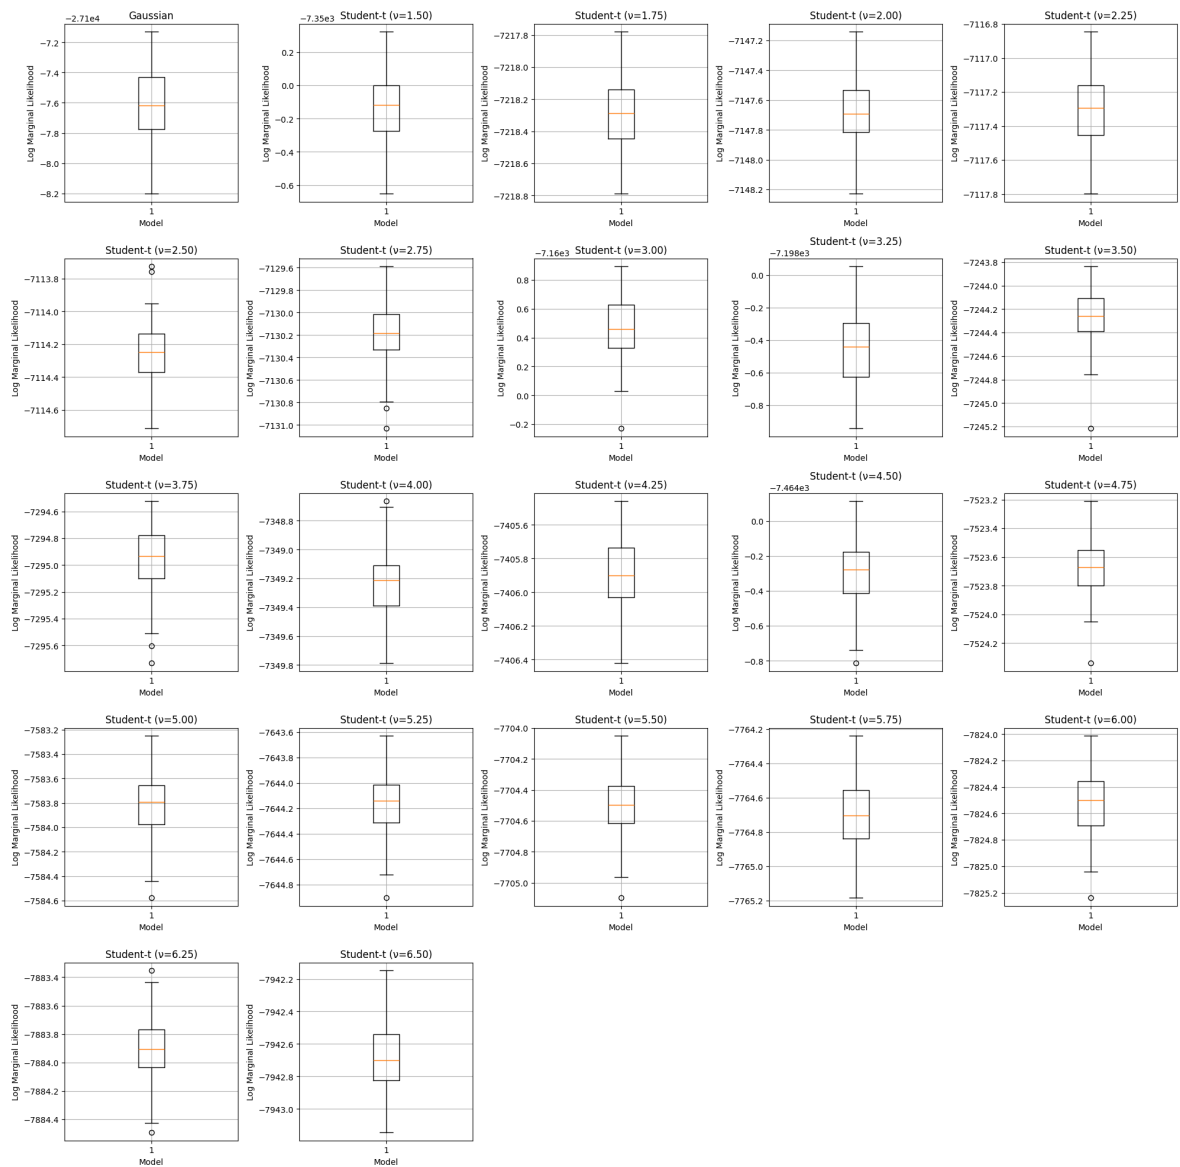 Gaussian
−2.71e4
−7.2
−7.4
−7.6
−7.8
−8.0
−8.2
Log Marginal Likelihood
1
Model
Student-t (ν=1.50)
−7.35e3
0.2
0.0
−0.2
−0.4
−0.6
Log Marginal Likelihood
1
Model
Student-t (ν=1.75)
−7217.8
−7218.0
−7218.2
−7218.4
−7218.6
−7218.8
Log Marginal Likelihood
1
Model
Student-t (ν=2.00)
−7147.2
−7147.4
−7147.6
−7147.8
−7148.0
−7148.2
Log Marginal Likelihood
1
Model
Student-t (ν=2.25)
−7116.8
−7117.0
−7117.2
−7117.4
−7117.6
−7117.8
Log Marginal Likelihood
1
Model
Student-t (ν=2.50)
−7113.8
−7114.0
−7114.2
−7114.4
−7114.6
Log Marginal Likelihood
1
Model
Student-t (ν=2.75)
−7129.6
−7129.8
−7130.0
−7130.2
−7130.4
−7130.6
−7130.8
−7131.0
Log Marginal Likelihood
1
Model
Student-t (ν=3.00)
−7.16e3
0.8
0.6
0.4
0.2
0.0
−0.2
Log Marginal Likelihood
1
Model
Student-t (ν=3.25)
−7.198e3
0.0
−0.2
−0.4
−0.6
−0.8
Log Marginal Likelihood
1
Model
Student-t (ν=3.50)
−7243.8
−7244.0
−7244.2
−7244.4
−7244.6
−7244.8
−7245.0
−7245.2
Log Marginal Likelihood
1
Model
Student-t (ν=3.75)
−7294.6
−7294.8
−7295.0
−7295.2
−7295.4
−7295.6
Log Marginal Likelihood
1
Model
Student-t (ν=4.00)
−7348.8
−7349.0
−7349.2
−7349.4
−7349.6
−7349.8
Log Marginal Likelihood
1
Model
Student-t (ν=4.25)
−7405.6
−7405.8
−7406.0
−7406.2
−7406.4
Log Marginal Likelihood
1
Model
Student-t (ν=4.50)
−7.464e3
0.0
−0.2
−0.4
−0.6
−0.8
Log Marginal Likelihood
1
Model
Student-t (ν=4.75)
−7523.2
−7523.4
−7523.6
−7523.8
−7524.0
−7524.2
Log Marginal Likelihood
1
Model
Student-t (ν=5.00)
−7583.2
−7583.4
−7583.6
−7583.8
−7584.0
−7584.2
−7584.4
−7584.6
Log Marginal Likelihood
1
Model
Student-t (ν=5.25)
−7643.6
−7643.8
−7644.0
−7644.2
−7644.4
−7644.6
−7644.8
Log Marginal Likelihood
1
Model
Student-t (ν=5.50)
−7704.0
−7704.2
−7704.4
−7704.6
−7704.8
−7705.0
Log Marginal Likelihood
1
Model
Student-t (ν=5.75)
−7764.2
−7764.4
−7764.6
−7764.8
−7765.0
−7765.2
Log Marginal Likelihood
1
Model
Student-t (ν=6.00)
−7824.0
−7824.2
−7824.4
−7824.6
−7824.8
−7825.0
−7825.2
Log Marginal Likelihood
1
Model
Student-t (ν=6.25)
−7883.4
−7883.6
−7883.8
−7884.0
−7884.2
−7884.4
Log Marginal Likelihood
1
Model
Student-t (ν=6.50)
−7942.2
−7942.4
−7942.6
−7942.8
−7943.0
Log Marginal Likelihood
1
Model